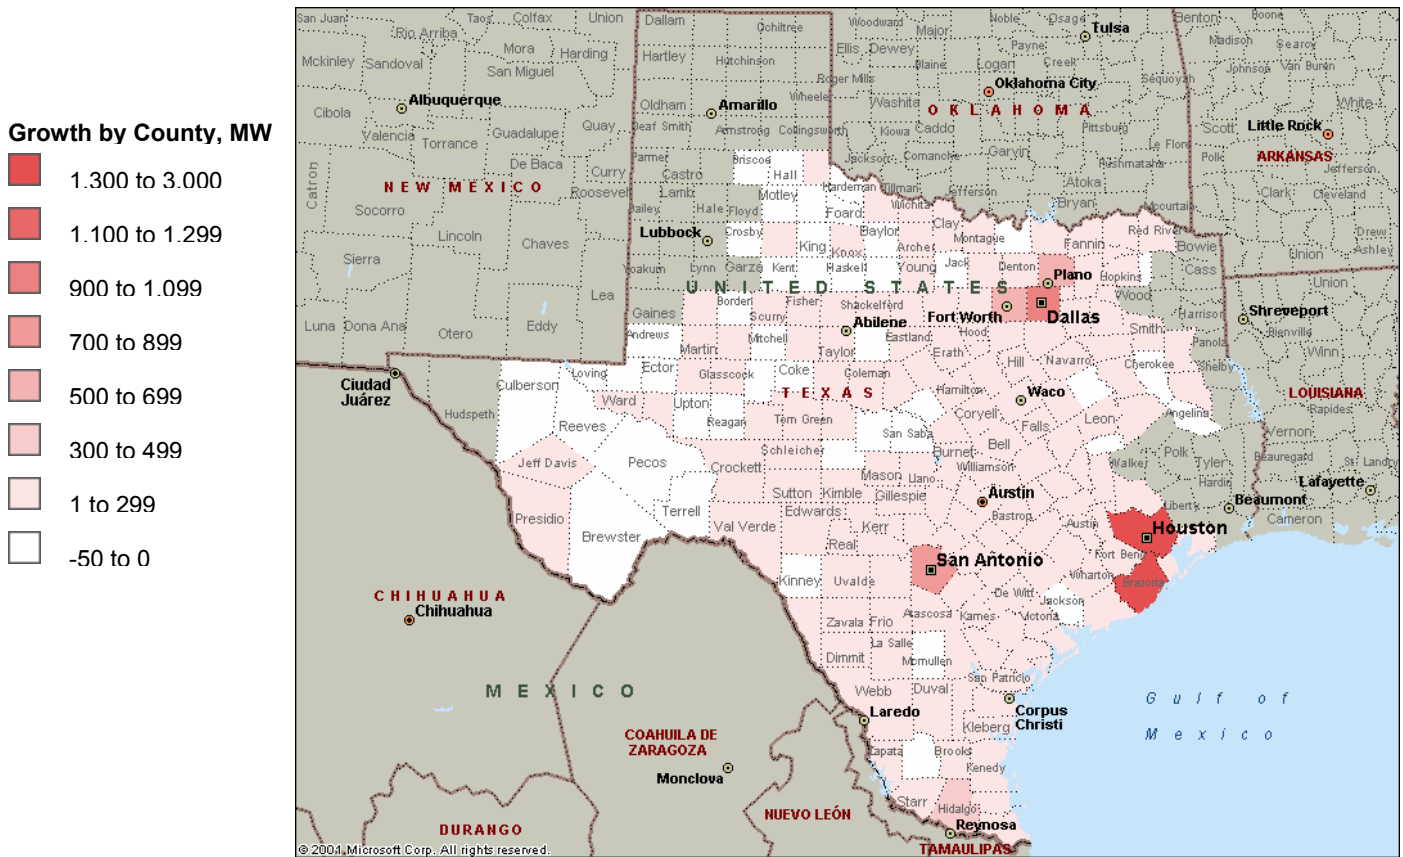 Growth by County, MW
1.300 to 3.000
1.100 to 1.299
900 to 1.099
700 to 899
500 to 699
300 to 499
1 to 299
-50 to 0
San Juan
Taos
Colfax
Union
Dallam
Ochiltree
Woodward
Major
Noble
Osage
Tulsa
Benton
Boone
Rio Arriba
Mora
Harding
Hartley
Hutchinson
Ellis
Dewey
Payne
Creek
Madison
Searcy
Mckinley
Sandoval
San Miguel
Roger Mills
Blaine
Logan
Sequoyah
Johnson
Van Buren
Albuquerque
Oldham
Amarillo
Wheeler
Washita
Oklahoma City
OKLAHOMA
White
Cibola
Valencia
Torrance
Guadalupe
Quay
Deaf Smith
Armstrong
Collingsworth
Kiowa
Caddo
Pittsburg
Scott
Little Rock
ARKANSAS
De Baca
Curry
Parmer
Castro
Briscoe
Hall
Jackson
Comanche
Garvin
Le Flore
Pushmataha
Polk
Jefferson
Catron
NEW MEXICO
Roosevelt
Lamb
Motley
Hardeman
Tillman
Jefferson
Atoka
Bryan
Clark
Cleveland
Socorro
Bailey
Hale
Floyd
Foard
Wichita
Mccurtain
Lincoln
Chaves
Lubbock
Crosby
King
Knox
Baylor
Archer
Clay
Montague
Fannin
Red River
Bowie
Drew
Ashley
Union
Sierra
Yoakum
Lynn
Garza
Kent
Haskell
Young
Jack
Denton
Plano
Hopkins
Cass
Union
UNITED STATES
Lea
Borden
Fisher
Shackelford
Wood
Luna
Dona Ana
Otero
Eddy
Gaines
Scurry
Abilene
Fort Worth
Dallas
Harrison
Shreveport
Bienville
Andrews
Martin
Mitchell
Taylor
Eastland
Hood
Erath
Smith
Panola
Winn
Ciudad
Juárez
Culberson
Loving
Ector
Glasscock
Coke
Coleman
Hill
Navarro
Cherokee
Shelby
Hudspeth
Ward
Upton
TEXAS
Hamilton
Waco
LOUISIANA
Reeves
Reagan
Tom Green
Coryell
Falls
Leon
Angelina
Rapides
San Saba
Bell
Vernon
Jeff Davis
Pecos
Crockett
Schleicher
Mason
Llano
Burnet
Williamson
Walker
Polk
Tyler
Beauregard
St. Landry
Hardin
Presidio
Terrell
Sutton
Kimble
Gillespie
Austin
Liberty
Beaumont
Lafayette
Brewster
Val Verde
Edwards
Kerr
Bastrop
Austin
Houston
Cameron
Real
San Antonio
Fort Bend
Kinney
Uvalde
Wharton
Brazoria
CHIHUAHUA
Chihuahua
De Witt
Jackson
Zavala
Frio
Atascosa
Karnes
Victoria
La Salle
Dimmit
Mcmullen
San Patricio
MEXICO
Webb
Duval
Gulf of
Mexico
Laredo
Corpus
Christi
Kleberg
COAHUILA DE
ZARAGOZA
Monclova
Zapata
Brooks
Kenedy
NUEVO LEÓN
Starr
Hidalgo
Reynosa
DURANGO
TAMAULIPAS
© 2004 Microsoft Corp. All rights reserved.